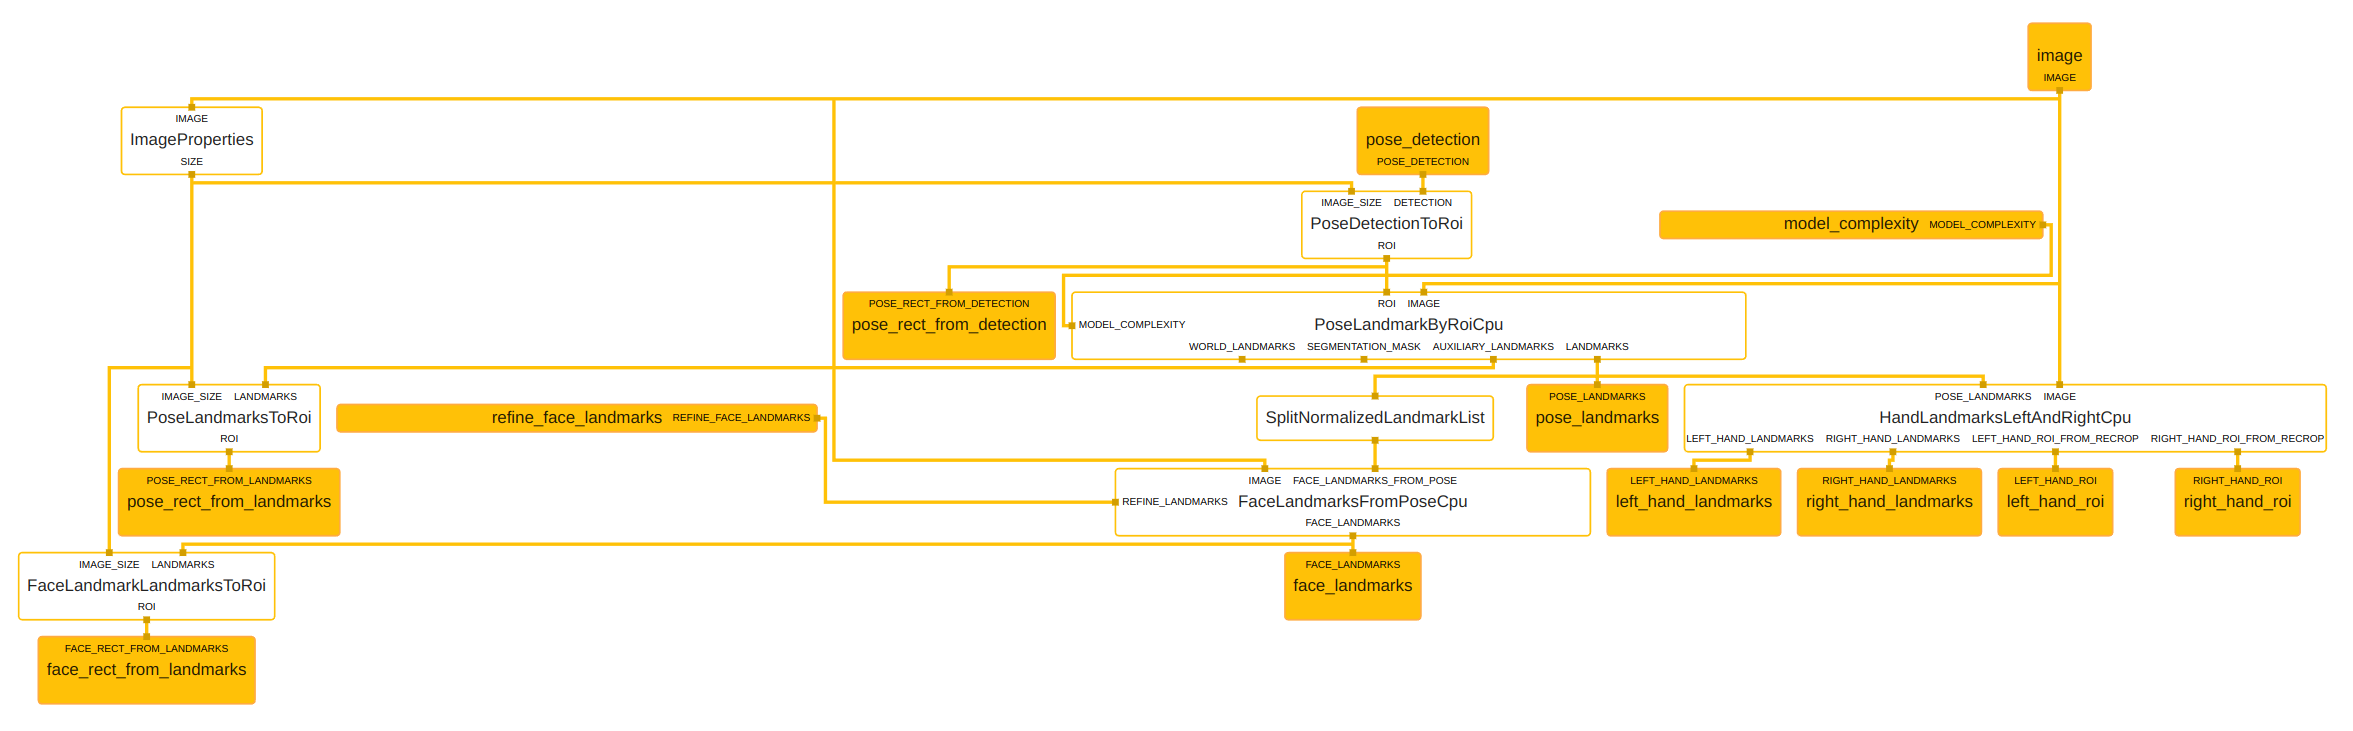 image
IMAGE
IMAGE
ImageProperties
SIZE
pose_detection
POSE_DETECTION
IMAGE_SIZE DETECTION
PoseDetectionToRoi
ROI
model_complexity MODEL_COMPLEXITY
POSE_RECT_FROM_DETECTION
pose_rect_from_detection
ROI IMAGE
MODEL_COMPLEXITY PoseLandmarkByRoiCpu
WORLD_LANDMARKS SEGMENTATION_MASK AUXILIARY_LANDMARKS LANDMARKS
IMAGE_SIZE LANDMARKS
PoseLandmarksToRoi
ROI
refine_face_landmarks REFINE_FACE_LANDMARKS
SplitNormalizedLandmarkList
POSE_LANDMARKS
pose_landmarks
POSE_LANDMARKS IMAGE
HandLandmarksLeftAndRightCpu
LEFT_HAND_LANDMARKS RIGHT_HAND_LANDMARKS LEFT_HAND_ROI_FROM_RECROP RIGHT_HAND_ROI_FROM_RECROP
POSE_RECT_FROM_LANDMARKS
pose_rect_from_landmarks
IMAGE FACE_LANDMARKS_FROM_POSE
REFINE_LANDMARKS FaceLandmarksFromPoseCpu
FACE_LANDMARKS
LEFT_HAND_LANDMARKS
left_hand_landmarks
RIGHT_HAND_LANDMARKS
right_hand_landmarks
LEFT_HAND_ROI
left_hand_roi
RIGHT_HAND_ROI
right_hand_roi
IMAGE_SIZE LANDMARKS
FaceLandmarkLandmarksToRoi
ROI
FACE_LANDMARKS
face_landmarks
FACE_RECT_FROM_LANDMARKS
face_rect_from_landmarks